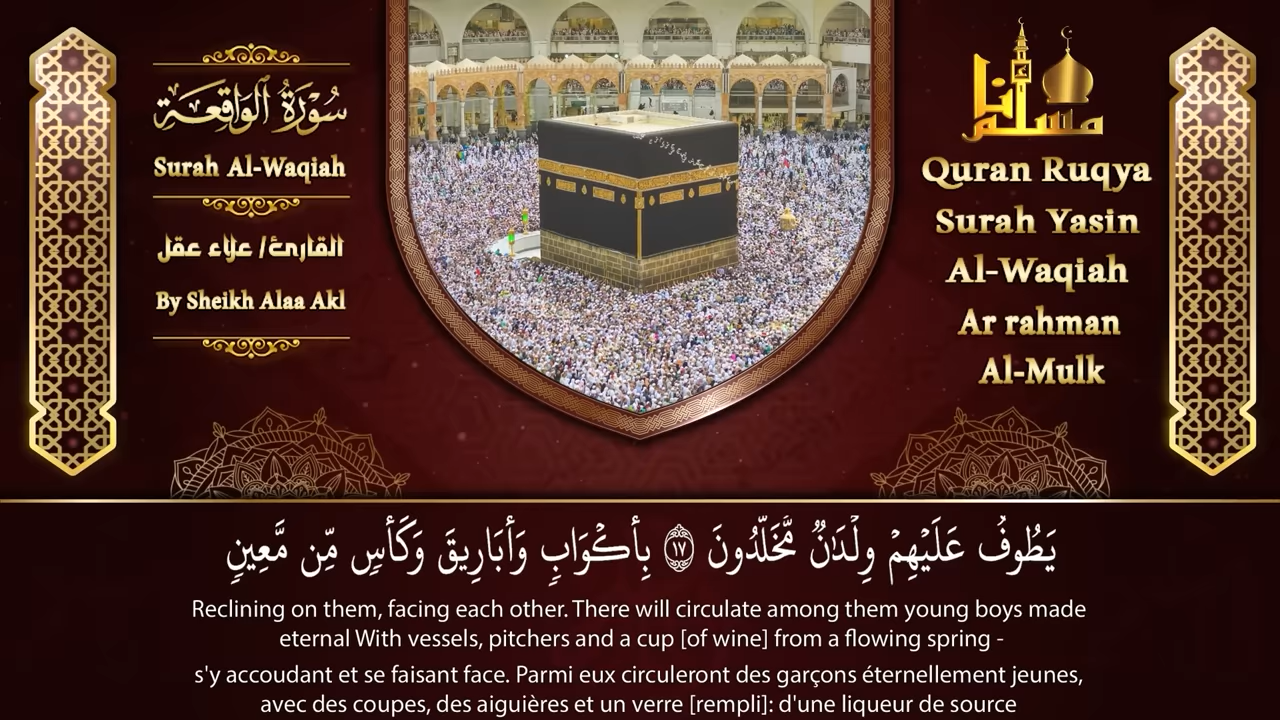 سُوْرَةُ الوَاقِعَة
Surah Al-Waqiah
القارئ/ علاء عقل
By Sheikh Alaa Akl
أنا
مسلم
Quran Ruqya
Surah Yasin
Al-Waqiah
Ar rahman
Al-Mulk
يَطُوفُ عَلَيْهِمْ وِلْدَٰنٌ مُّخَلَّدُونَ ١٧ بِأَكْوَابٍ وَأَبَارِيقَ وَكَأْسٍ مِّن مَّعِينٍ
Reclining on them, facing each other. There will circulate among them young boys made
eternal With vessels, pitchers and a cup [of wine] from a flowing spring -
s'y accoudant et se faisant face. Parmi eux circuleront des garçons éternellement jeunes,
avec des coupes, des aiguières et un verre [rempli]: d'une liqueur de source